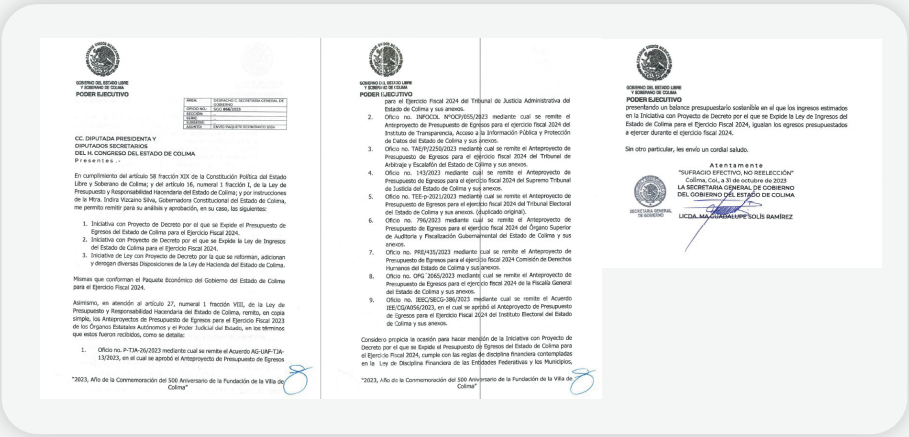 GOBIERNO DEL ESTADO LIBRE
Y SOBERANO DE COLIMA
PODER EJECUTIVO
ÁREA: DESPACHO C. SECRETARÍA GENERAL DE
GOBIERNO
OFICIO NO.:
SECCIÓN:
SERIE:
ASUNTO: ENVÍO PAQUETE ECONÓMICO 2024
CC. DIPUTADA PRESIDENTA Y
DIPUTADOS SECRETARIOS
DEL H. CONGRESO DEL ESTADO DE COLIMA
P r e s e n t e s . -
En cumplimiento del artículo 58 fracción XIX de la Constitución Política del Estado
Libre y Soberano de Colima; y del artículo 16, numeral 1 fracción I, de la Ley de
Presupuesto y Responsabilidad Hacendaria del Estado de Colima; y por instrucciones
de la Mtra. Indira Vizcaíno Silva, Gobernadora Constitucional del Estado de Colima,
me permito remitir para su análisis y aprobación, en su caso, las siguientes:
1. Iniciativa con Proyecto de Decreto por el que se Expide el Presupuesto de
Egresos del Estado de Colima para el Ejercicio Fiscal 2024.
2. Iniciativa con Proyecto de Decreto por el que se Expide la Ley de Ingresos
del Estado de Colima para el Ejercicio Fiscal 2024.
3. Iniciativa de Ley con Proyecto de Decreto por el que se reforman, adicionan
y derogan diversas Disposiciones de la Ley de Hacienda del Estado de Colima.
Mismas que conforman el Paquete Económico del Gobierno del Estado de Colima
para el Ejercicio Fiscal 2024.
Asimismo, en atención al artículo 27, numeral 1 fracción VIII, de la Ley de
Presupuesto y Responsabilidad Hacendaria del Estado de Colima, remito, en copia
simple, los Anteproyectos de Presupuesto de Egresos para el Ejercicio Fiscal 2023
de los Órganos Estatales Autónomos y el Poder Judicial del Estado, en los términos
que estos fueron recibidos, como se detalla:
1. Oficio no. P-TJA-26/2023 mediante cual se remite el Acuerdo AG-UAF-TJA-
13/2023, en el cual se aprobó el Anteproyecto de Presupuesto de Egresos
"2023, Año de la Conmemoración del 500 Aniversario de la Fundación de la Villa de
Colima"
GOBIERNO DEL ESTADO LIBRE
Y SOBERANO DE COLIMA
PODER EJECUTIVO
para el Ejercicio Fiscal 2024 del Tribunal de Justicia Administrativa del
Estado de Colima y sus anexos.
2. Oficio no. INFOCOL N°OCP/055/2023 mediante cual se remite el
Anteproyecto de Presupuesto de Egresos para el ejercicio fiscal 2024 del
Instituto de Transparencia, Acceso a la Información Pública y Protección
de Datos del Estado de Colima y sus anexos.
3. Oficio no. TAE/P/2250/2023 mediante cual se remite el Anteproyecto de
Presupuesto de Egresos para el ejercicio fiscal 2024 del Tribunal de
Arbitraje y Escalafón del Estado de Colima y sus anexos.
4. Oficio no. 143/2023 mediante cual se remite el Anteproyecto de
Presupuesto de Egresos para el ejercicio fiscal 2024 del Supremo Tribunal
de Justicia del Estado de Colima y sus anexos.
5. Oficio no. TEE-p-2021/2023 mediante cual se remite el Anteproyecto de
Presupuesto de Egresos para el ejercicio fiscal 2024 del Tribunal Electoral
del Estado de Colima y sus anexos. (duplicado original).
6. Oficio no. 796/2023 mediante cual se remite el Anteproyecto de
Presupuesto de Egresos para el ejercicio fiscal 2024 del Órgano Superior
de Auditoría y Fiscalización Gubernamental del Estado de Colima y sus
anexos.
7. Oficio no. PRE/435/2023 mediante cual se remite el Anteproyecto de
Presupuesto de Egresos para el ejercicio fiscal 2024 Comisión de Derechos
Humanos del Estado de Colima y sus anexos.
8. Oficio no. OFG 2065/2023 mediante cual se remite el Anteproyecto de
Presupuesto de Egresos para el ejercicio fiscal 2024 de la Fiscalía General
del Estado de Colima y sus anexos.
9. Oficio no. IEEC/SECG-386/2023 mediante cual se remite el Acuerdo
IEE/CG/A056/2023, en el cual se aprobó el Anteproyecto de Presupuesto
de Egresos para el Ejercicio Fiscal 2024 del Instituto Electoral del Estado
de Colima y sus anexos.
Considero propicia la ocasión para hacer mención de la Iniciativa con Proyecto de
Decreto por el que se Expide el Presupuesto de Egresos del Estado de Colima para
el Ejercicio Fiscal 2024, cumple con las reglas de disciplina financiera contempladas
en la Ley de Disciplina Financiera de las Entidades Federativas y los Municipios,
"2023, Año de la Conmemoración del 500 Aniversario de la Fundación de la Villa de
Colima"
GOBIERNO DEL ESTADO LIBRE
Y SOBERANO DE COLIMA
PODER EJECUTIVO
presentando un balance presupuestario sostenible en el que los ingresos estimados
en la Iniciativa con Proyecto de Decreto por el que se Expide la Ley de Ingresos del
Estado de Colima para el Ejercicio Fiscal 2024, igualan los egresos presupuestados
a ejercer durante el ejercicio fiscal.
Sin otro particular, les envío un cordial saludo.
A t e n t a m e n t e
"SUFRAGIO EFECTIVO, NO REELECCIÓN"
Colima, Col., a 31 de octubre de 2023
LA SECRETARIA GENERAL DE GOBIERNO
DEL GOBIERNO DEL ESTADO DE COLIMA
SECRETARÍA GENERAL
DE GOBIERNO
LICDA. MA GUADALUPE SOLÍS RAMÍREZ